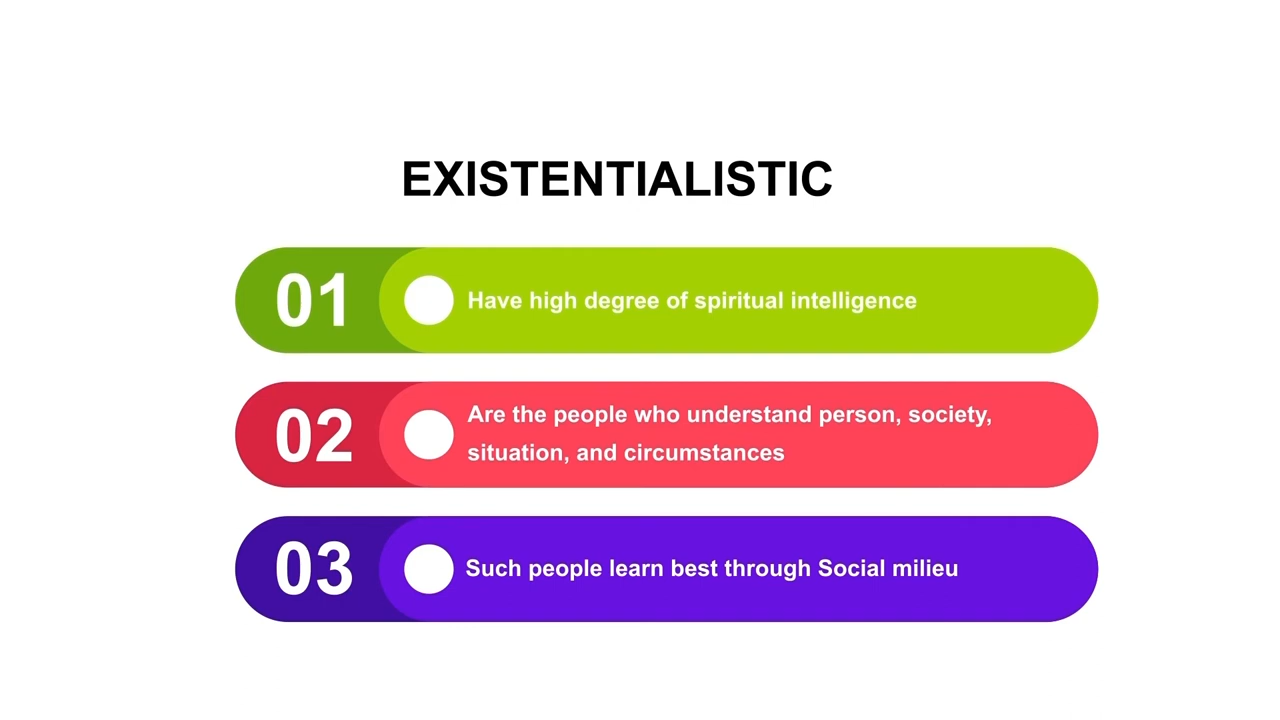 EXISTENTIALISTIC
01
Have high degree of spiritual intelligence
02
Are the people who understand person, society,
situation, and circumstances
03
Such people learn best through Social milieu